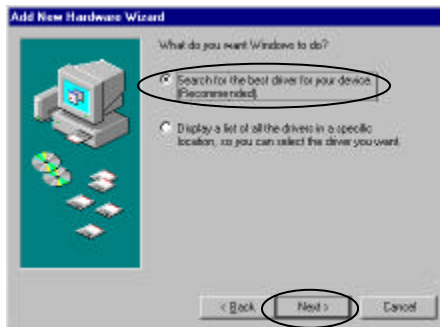 Add New Hardware Wizard
What do you want Windows to do?
Search for the best driver for your device.
(Recommended).
Display a list of all the drivers in a specific
location, so you can select the driver you want.
< Back
Next >
Cancel